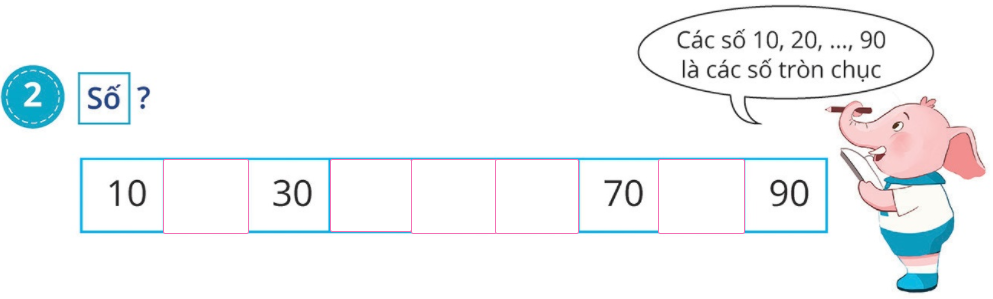 Các số 10, 20, ..., 90
là các số tròn chục
2 Số ?
10 30 70 90